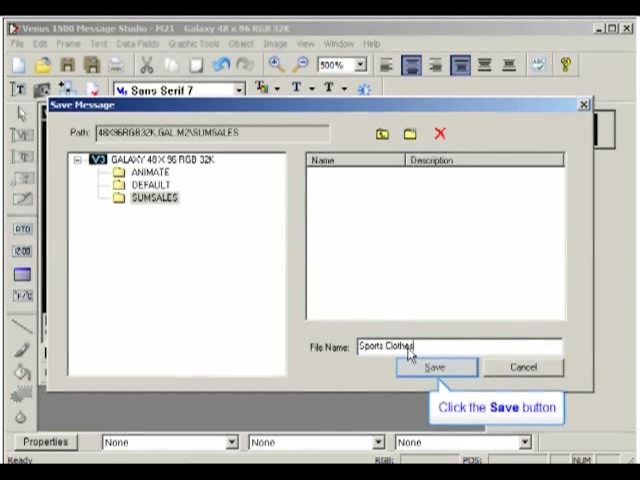 Venus 1500 Message Studio - M21 Galaxy 48 x 96 RGB 32K
File Edit Frame Text Data Fields Graphic Tools Object Image View Window Help
500%
Sans Serif 7
Save Message
Path: 48X96RGB32K.GAL.M2\SUMSALES
GALAXY 48 X 96 RGB 32K
ANIMATE
DEFAULT
SUMSALES
Name Description
File Name: Sports Clothes
Save Cancel
Click the Save button
Properties None None None
Ready RGB: POS: NUM